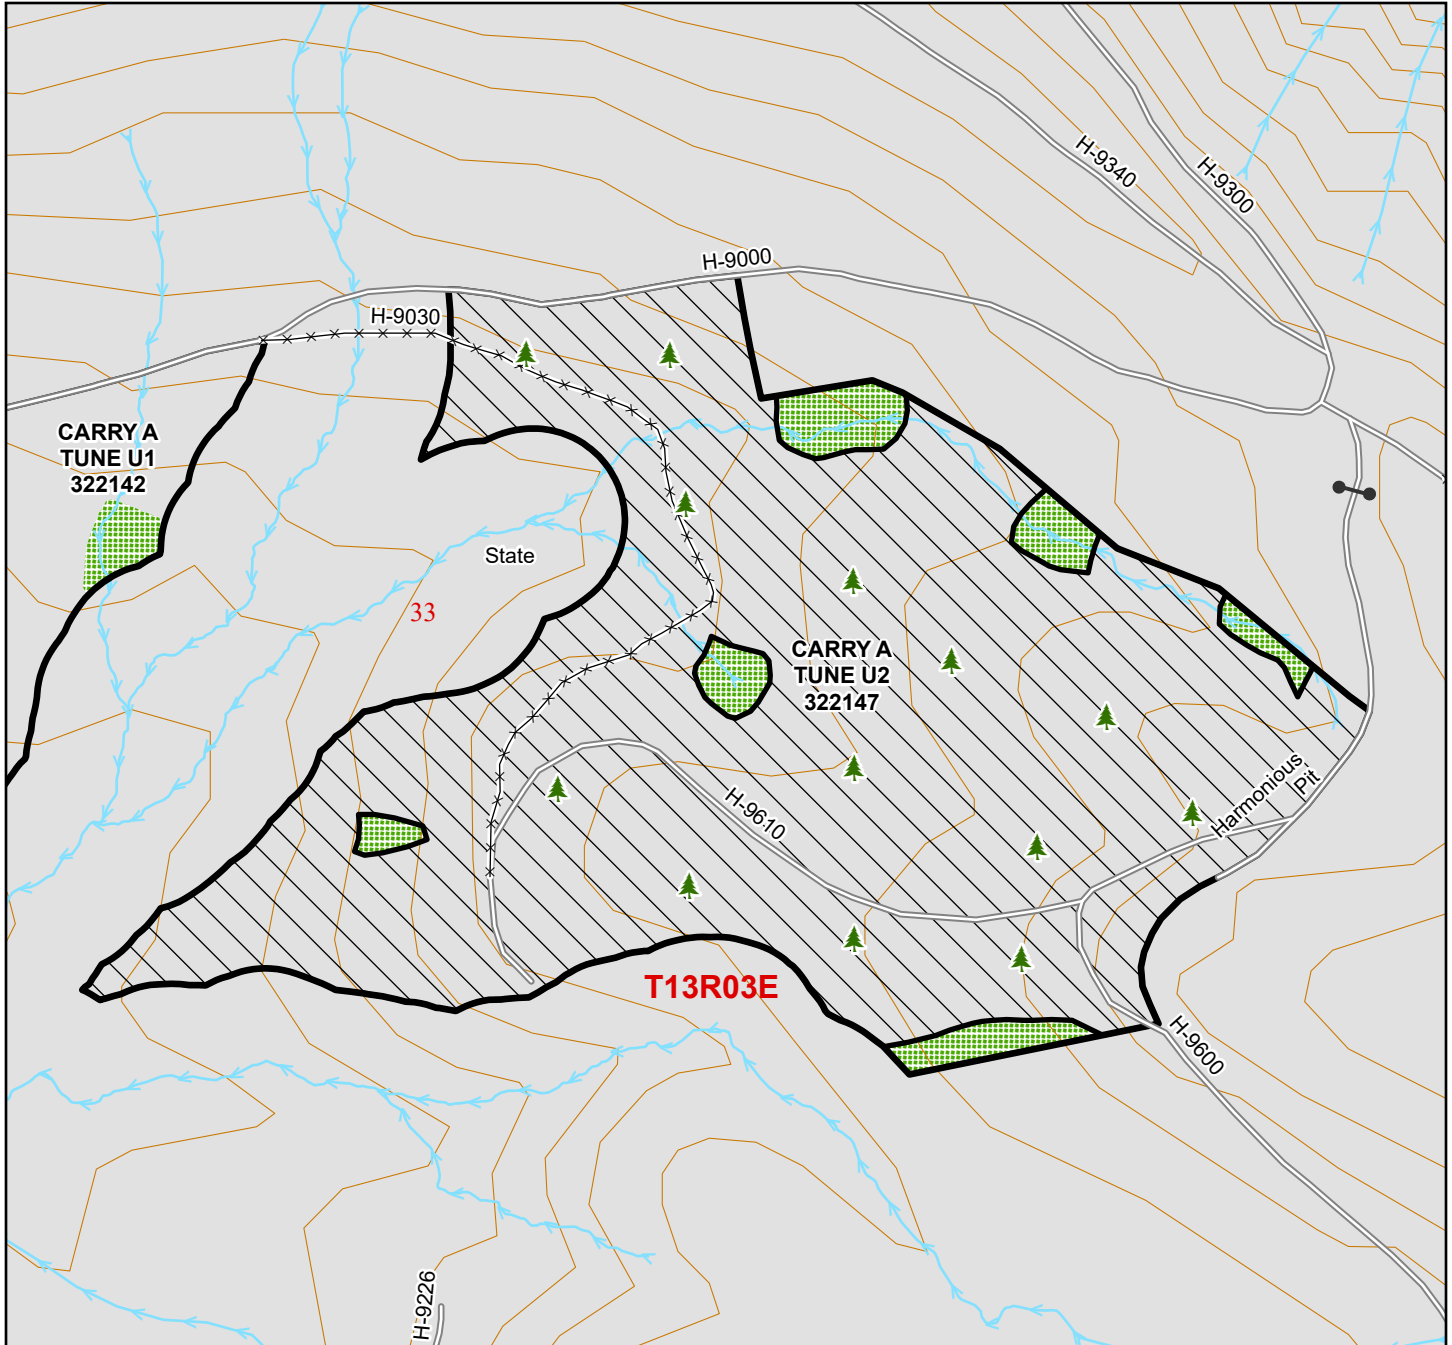 H-9340
H-9300
H-9000
H-9030
CARRY A
TUNE U1
322142
State
33
CARRY A
TUNE U2
322147
Harmonious
Pit
H-9610
T13R03E
H-9600
H-9226